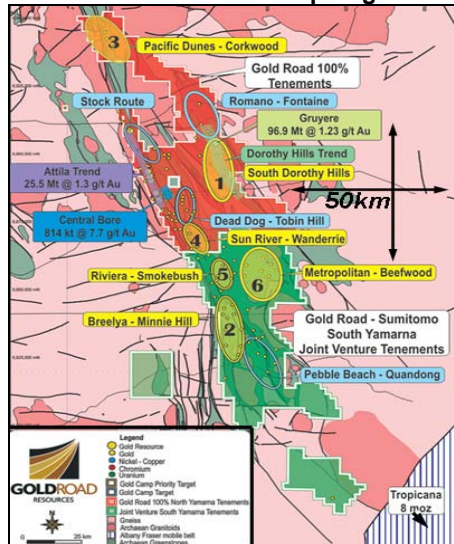 3
Pacific Dunes - Corkwood
Gold Road 100%
Tenements
Stock Route
Romano - Fontaine
Gruyere
96.9 Mt @ 1.23 g/t Au
Attila Trend
25.5 Mt @ 1.3 g/t Au
Dorothy Hills Trend
1
South Dorothy Hills
50km
Central Bore
814 kt @ 7.7 g/t Au
Dead Dog - Tobin Hill
4
Sun River - Wanderrie
Riviera - Smokebush
5
6
Metropolitan - Beefwood
Breelya - Minnie Hill
2
Gold Road - Sumitomo
South Yamarna
Joint Venture Tenements
Pebble Beach - Quandong
GOLDROAD
RESOURCES
N
0
25 km
Legend
Gold Resource
Gold
Nickel - Copper
Chromium
Uranium
Gold Camp Priority Target
Gold Camp Target
Gold Road 100% North Yamarna Tenements
Joint Venture South Yamarna Tenements
Gneiss
Archaean Granitoids
Albany Fraser mobile belt
Archaean Greenstones
Tropicana
8 moz